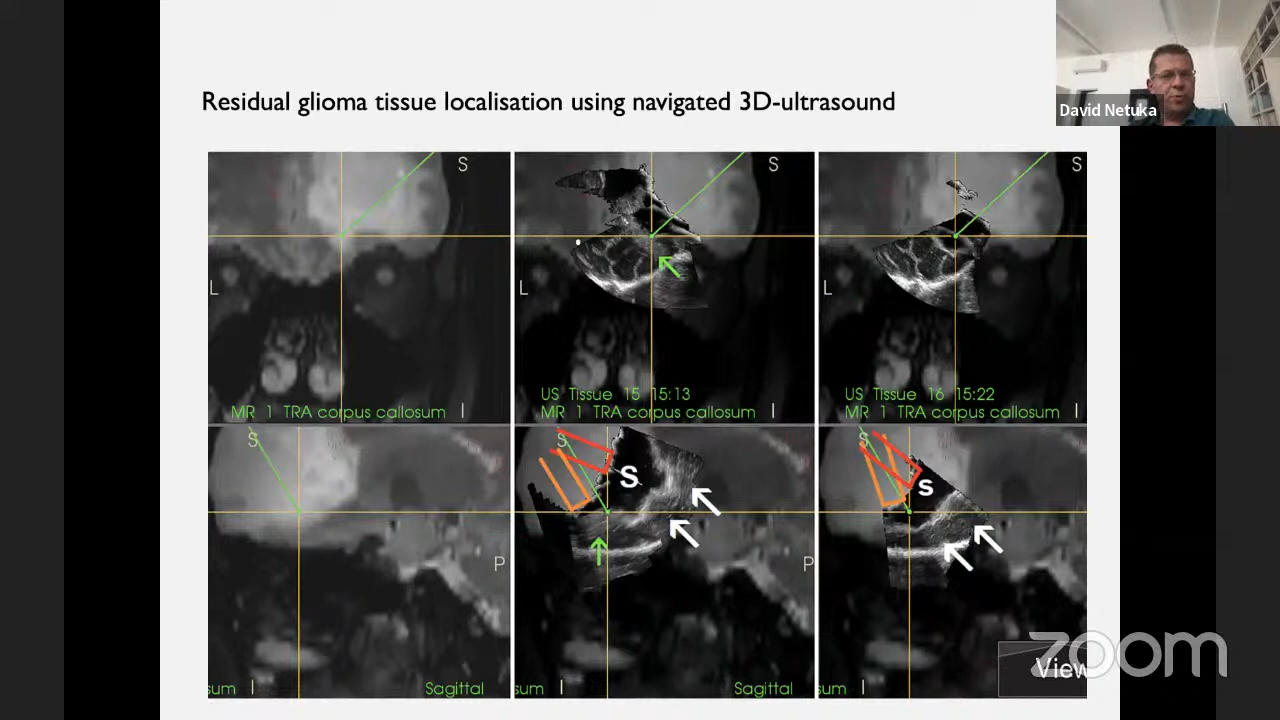 David Netuka
Residual glioma tissue localisation using navigated 3D-ultrasound
S
L
MR 1 TRA corpus callosum
I
S
L
US Tissue 15 15:13
MR 1 TRA corpus callosum
I
S
L
US Tissue 16 15:22
MR 1 TRA corpus callosum
I
S
P
sum
I
Sagittal
S
S
P
sum
I
Sagittal
S
s
sum
I
View
zoom